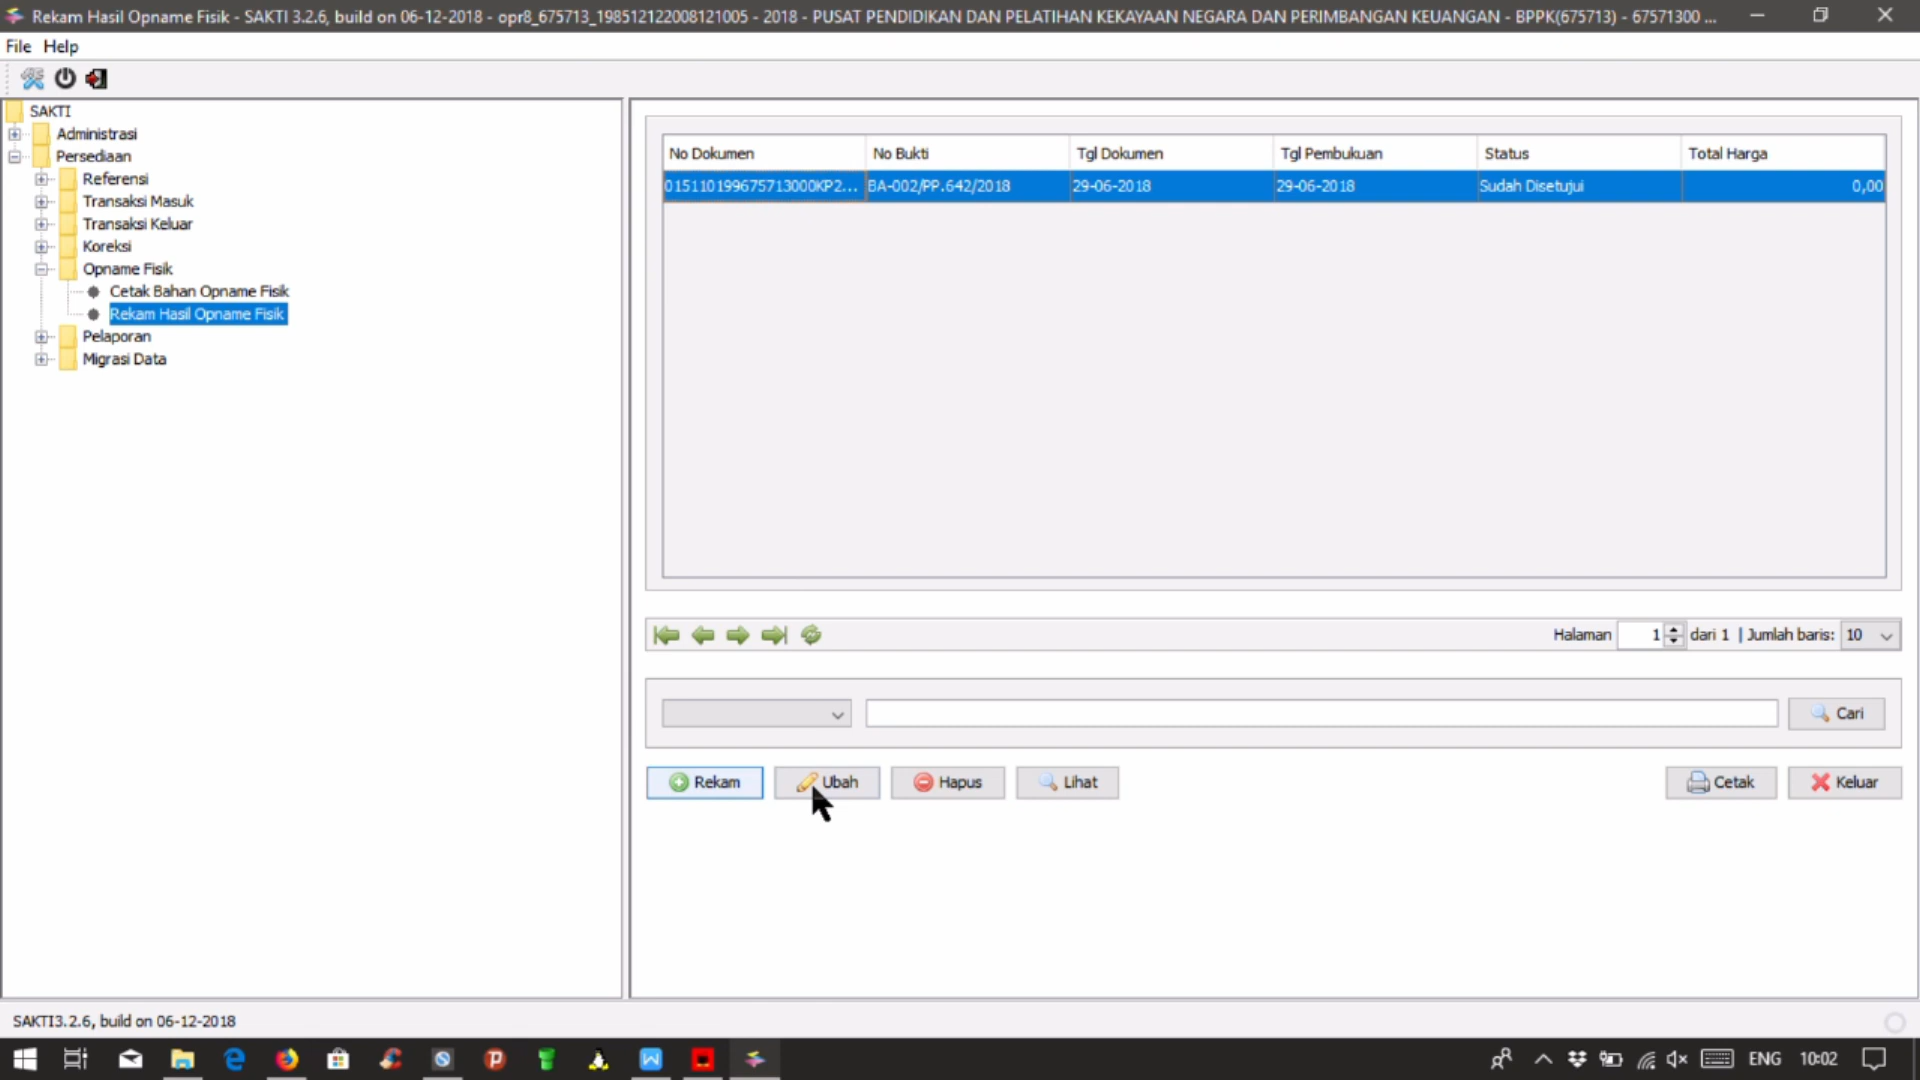 Rekam Hasil Opname Fisik - SAKTI 3.2.6, build on 06-12-2018 - opr8_675713_198512122008121005 - 2018 - PUSAT PENDIDIKAN DAN PELATIHAN KEKAYAAN NEGARA DAN PERIMBANGAN KEUANGAN - BPPK(675713) - 67571300 ...
File Help
SAKTI
Administrasi
Persediaan
Referensi
Transaksi Masuk
Transaksi Keluar
Koreksi
Opname Fisik
Cetak Bahan Opname Fisik
Rekam Hasil Opname Fisik
Pelaporan
Migrasi Data
No Dokumen No Bukti Tgl Dokumen Tgl Pembukuan Status Total Harga
015110199675713000KP2... BA-002/PP.642/2018 29-06-2018 29-06-2018 Sudah Disetujui 0,00
Halaman 1 dari 1 | Jumlah baris: 10
Cari
Rekam Ubah Hapus Lihat Cetak Keluar
SAKTI3.2.6, build on 06-12-2018
ENG 10:02